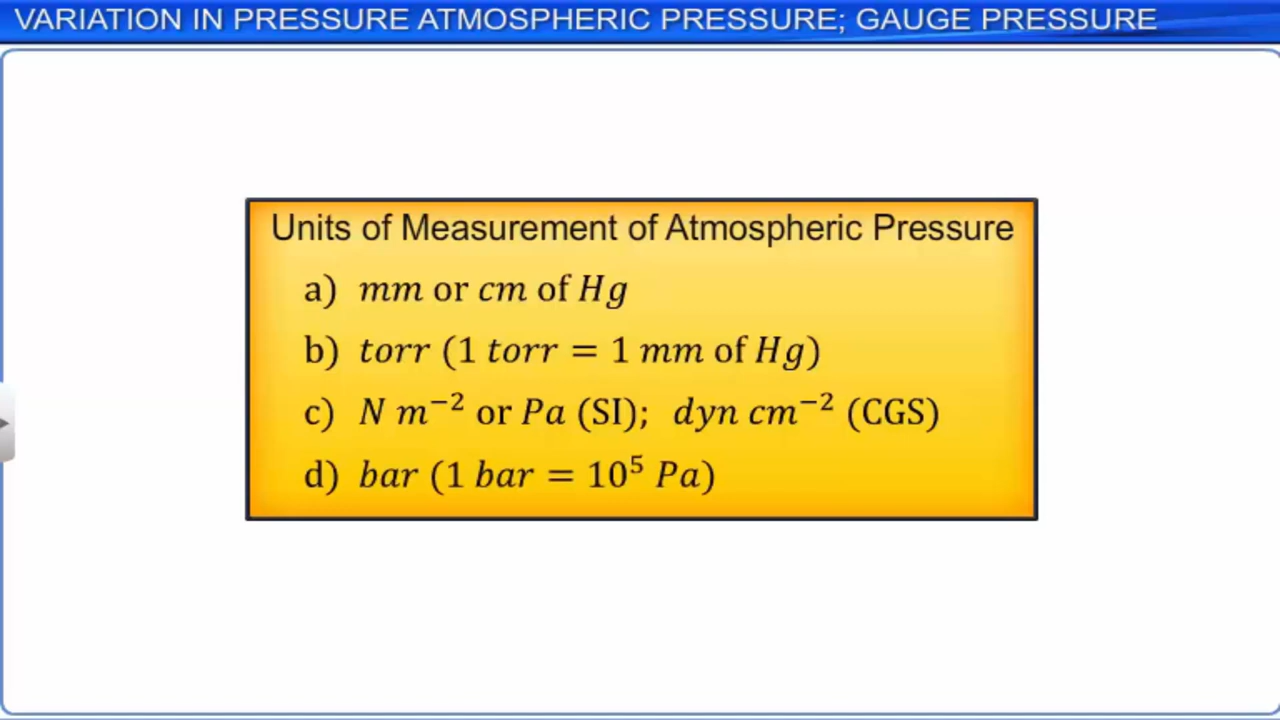 VARIATION IN PRESSURE ATMOSPHERIC PRESSURE; GAUGE PRESSURE
Units of Measurement of Atmospheric Pressure
a) mm or cm of Hg
b) torr (1 torr = 1 mm of Hg)
c) N m⁻² or Pa (SI); dyn cm⁻² (CGS)
d) bar (1 bar = 10⁵ Pa)